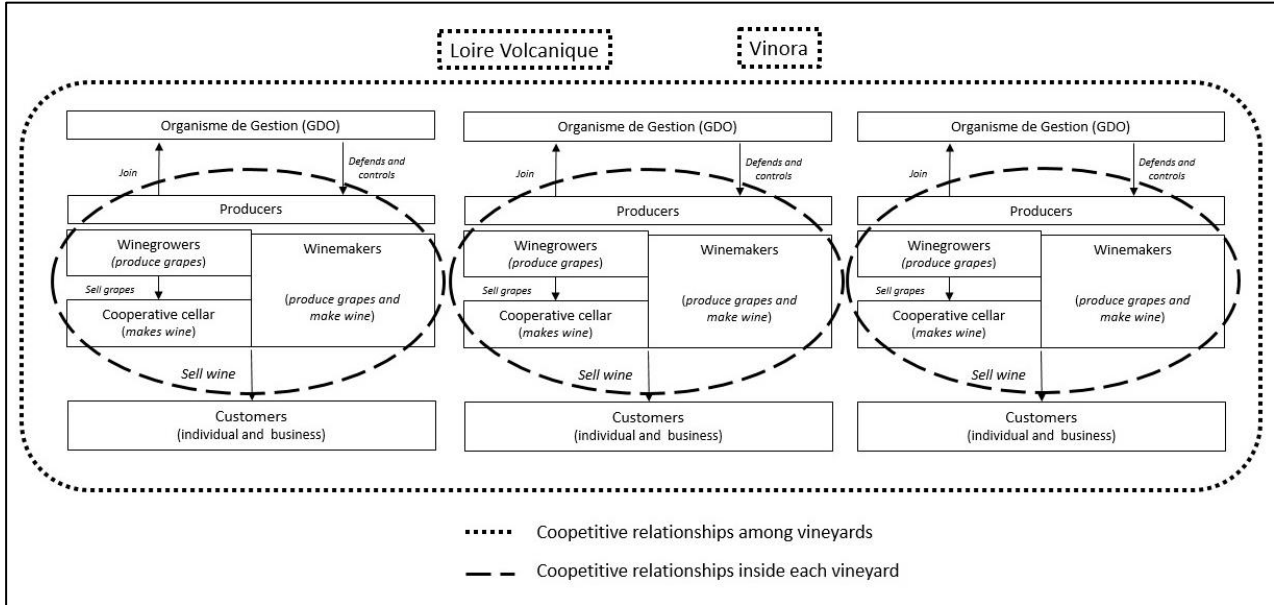 Loire Volcanique
Vinora
Organisme de Gestion (GDO)
Join
Defends and
controls
Producers
Winegrowers
(produce grapes)
Sell grapes
Cooperative cellar
(makes wine)
Winemakers
(produce grapes and
make wine)
Sell wine
Customers
(individual and business)
Organisme de Gestion (GDO)
Join
Defends and
controls
Producers
Winegrowers
(produce grapes)
Sell grapes
Cooperative cellar
(makes wine)
Winemakers
(produce grapes and
make wine)
Sell wine
Customers
(individual and business)
Organisme de Gestion (GDO)
Join
Defends and
controls
Producers
Winegrowers
(produce grapes)
Sell grapes
Cooperative cellar
(makes wine)
Winemakers
(produce grapes and
make wine)
Sell wine
Customers
(individual and business)
Coopetitive relationships among vineyards
Coopetitive relationships inside each vineyard